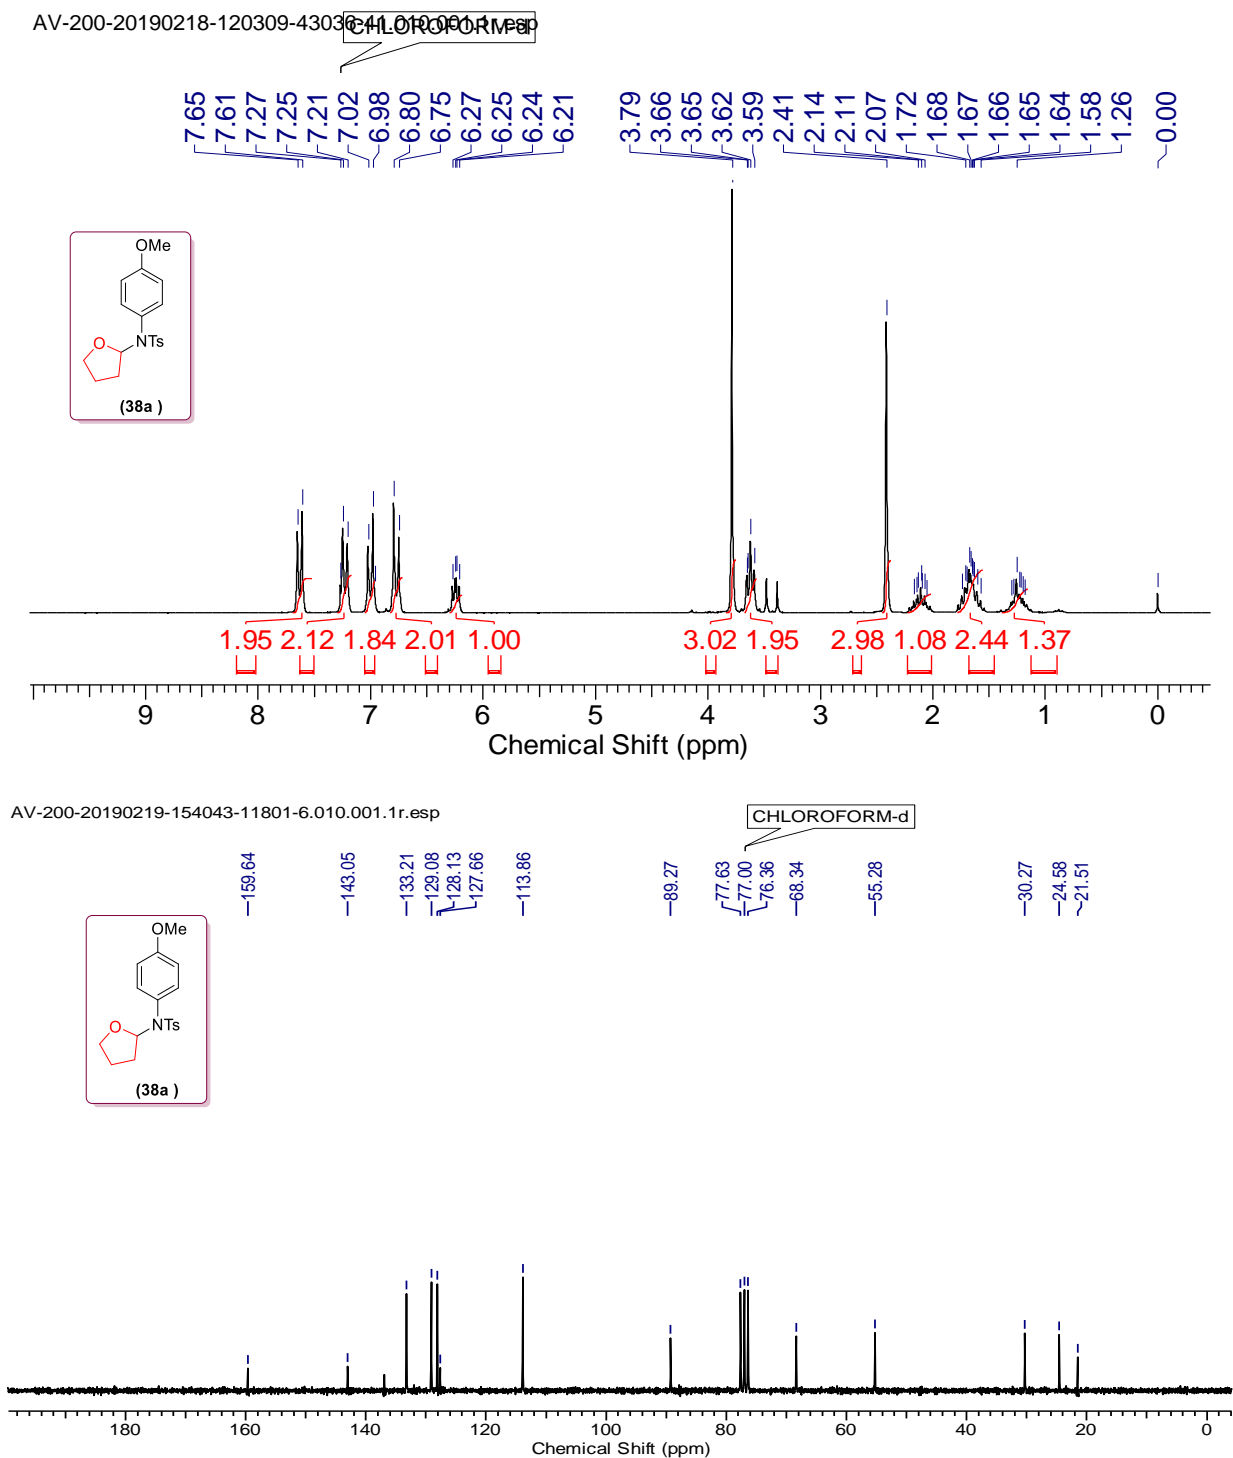 AV-200-20190218-120309-43036-41.010.001.1r.esp
CHLOROFORM-d
7.65 7.61 7.27 7.25 7.21 7.02 6.98 6.80 6.75 6.27 6.25 6.24 6.21 3.79 3.66 3.65 3.62 3.59 2.41 2.14 2.11 2.07 1.72 1.68 1.67 1.66 1.65 1.64 1.58 1.26 0.00
OMe
NTs
O
(38a )
1.95 2.12 1.84 2.01 1.00 3.02 1.95 2.98 1.08 2.44 1.37
9 8 7 6 5 4 3 2 1 0
Chemical Shift (ppm)
AV-200-20190219-154043-11801-6.010.001.1r.esp
CHLOROFORM-d
159.64 143.05 133.21 129.08 128.13 127.66 113.86 89.27 77.63 77.00 76.36 68.34 55.28 30.27 24.58 21.51
OMe
NTs
O
(38a )
180 160 140 120 100 80 60 40 20 0
Chemical Shift (ppm)